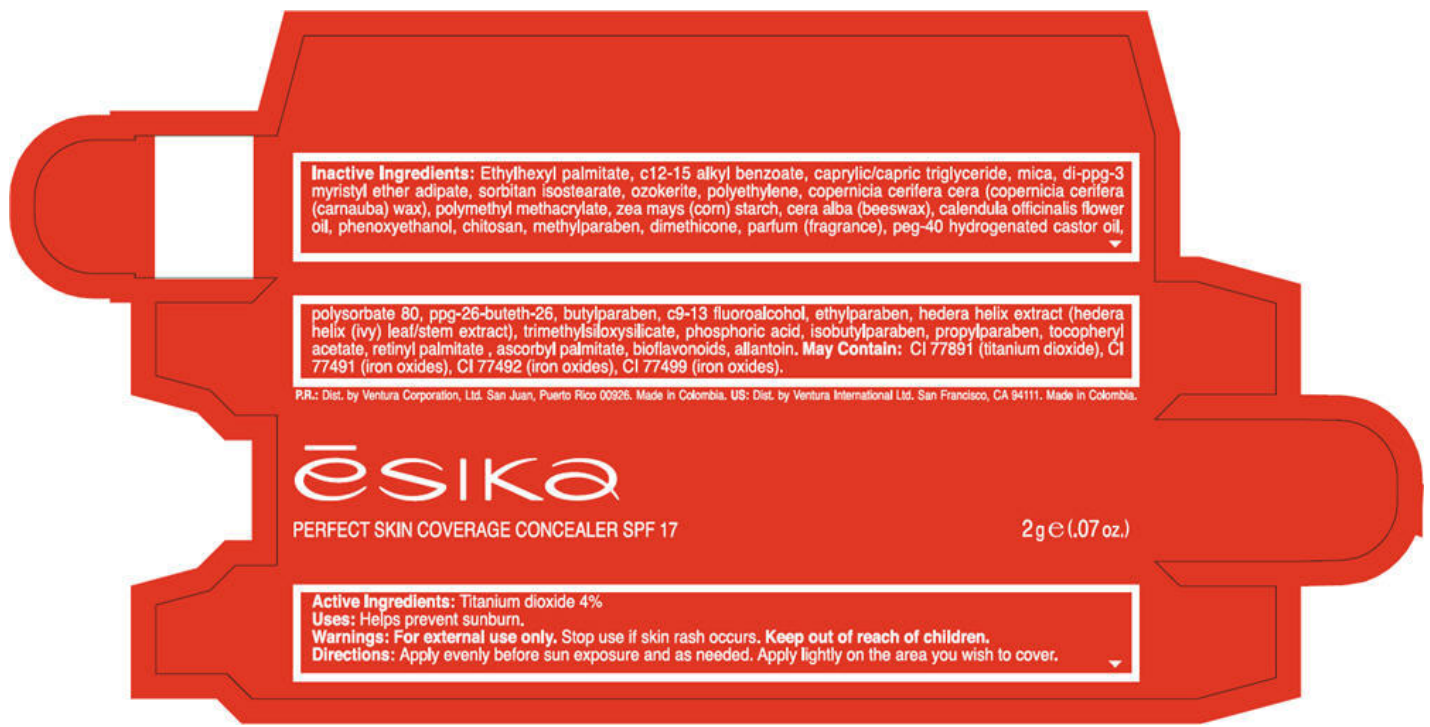 Inactive Ingredients: Ethylhexyl palmitate, c12-15 alkyl benzoate, caprylic/capric triglyceride, mica, di-ppg-3
myristyl ether adipate, sorbitan isostearate, ozokerite, polyethylene, copernicia cerifera cera (copernicia cerifera
(carnauba) wax), polymethyl methacrylate, zea mays (corn) starch, cera alba (beeswax), calendula officinalis flower
oil, phenoxyethanol, chitosan, methylparaben, dimethicone, parfum (fragrance), peg-40 hydrogenated castor oil,
polysorbate 80, ppg-26-buteth-26, butylparaben, c9-13 fluoroalcohol, ethylparaben, hedera helix extract (hedera
helix (ivy) leaf/stem extract), trimethylsiloxysilicate, phosphoric acid, isobutylparaben, propylparaben, tocopheryl
acetate, retinyl palmitate , ascorbyl palmitate, bioflavonoids, allantoin. May Contain: CI 77891 (titanium dioxide), CI
77491 (iron oxides), CI 77492 (iron oxides), CI 77499 (iron oxides).
P.R.: Dist. by Ventura Corporation, Ltd. San Juan, Puerto Rico 00926. Made in Colombia. US: Dist. by Ventura International Ltd. San Francisco, CA 94111. Made in Colombia.
ēsika
PERFECT SKIN COVERAGE CONCEALER SPF 17 2 g ℮ (.07 oz.)
Active Ingredients: Titanium dioxide 4%
Uses: Helps prevent sunburn.
Warnings: For external use only. Stop use if skin rash occurs. Keep out of reach of children.
Directions: Apply evenly before sun exposure and as needed. Apply lightly on the area you wish to cover.